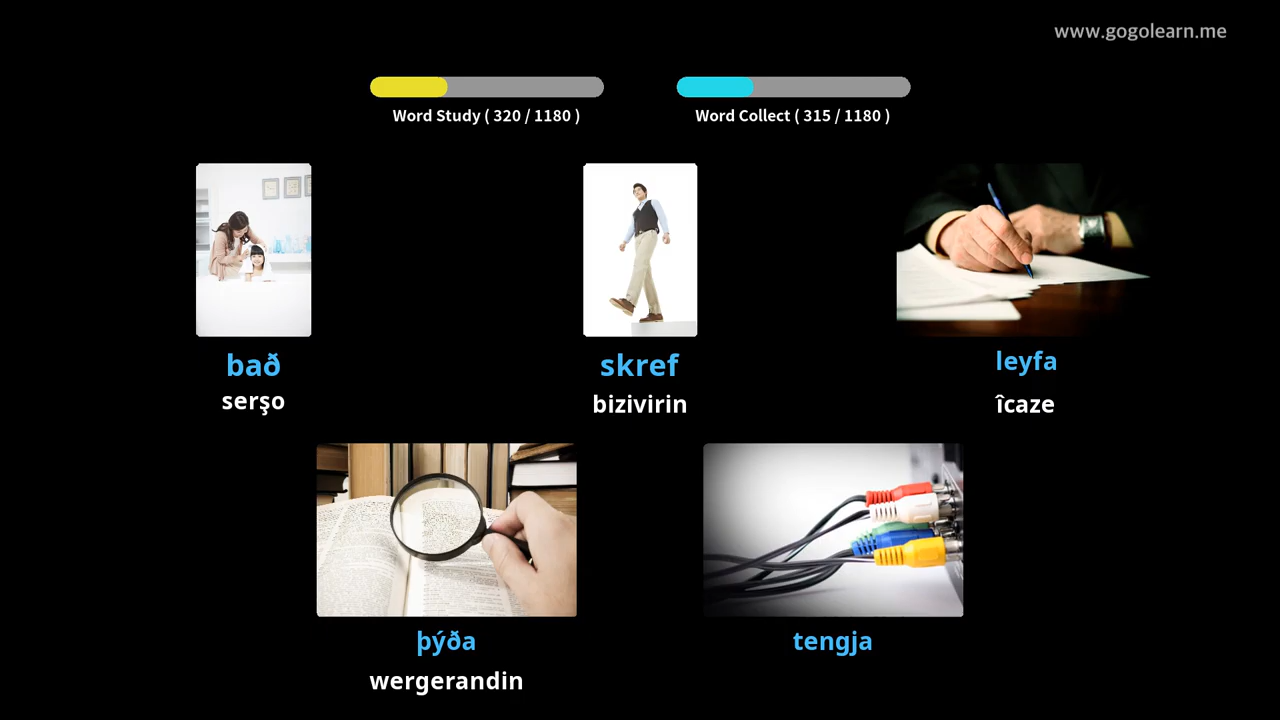 www.gogolearn.me
Word Study ( 320 / 1180 )
Word Collect ( 315 / 1180 )
bað
serşo
skref
bizivirin
leyfa
îcaze
þýða
wergerandin
tengja